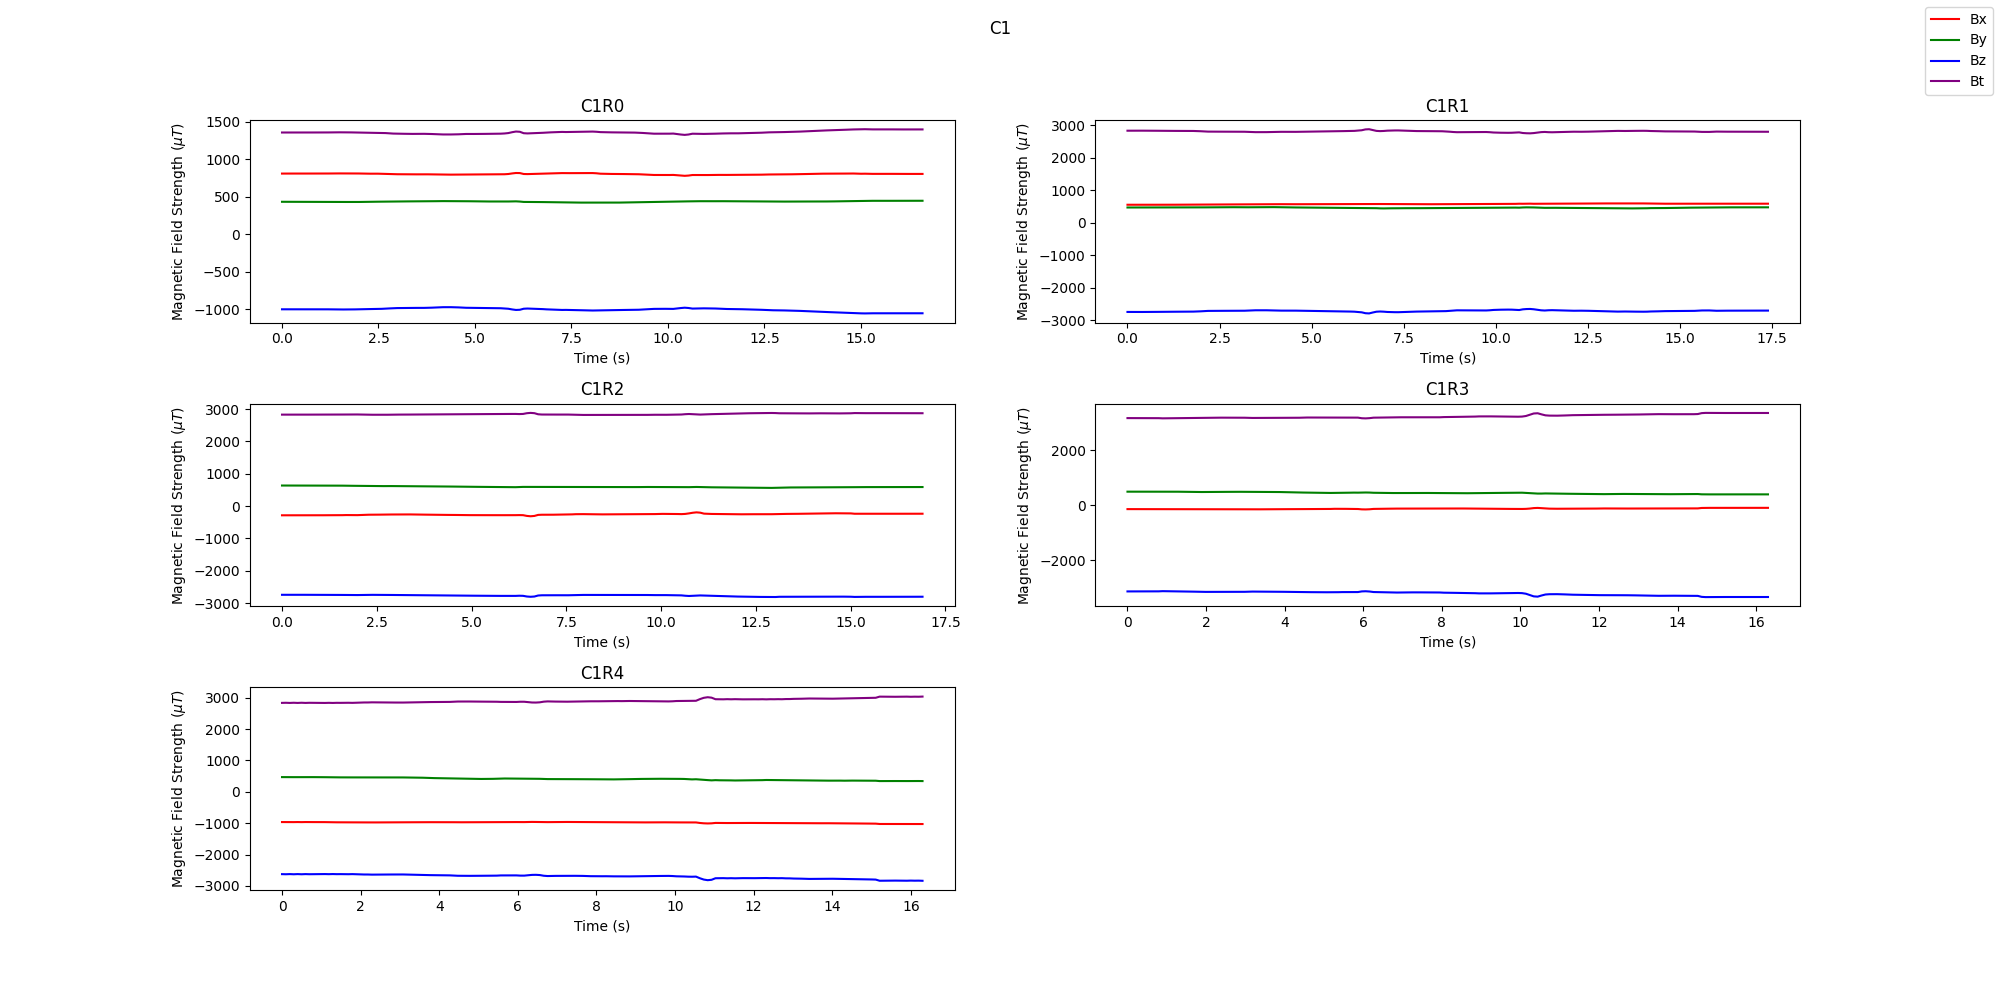 C1
Bx
By
Bz
Bt
C1R0
Magnetic Field Strength (μT)
1500
1000
500
0
−500
−1000
0.0 2.5 5.0 7.5 10.0 12.5 15.0
Time (s)
C1R1
Magnetic Field Strength (μT)
3000
2000
1000
0
−1000
−2000
−3000
0.0 2.5 5.0 7.5 10.0 12.5 15.0 17.5
Time (s)
C1R2
Magnetic Field Strength (μT)
3000
2000
1000
0
−1000
−2000
−3000
0.0 2.5 5.0 7.5 10.0 12.5 15.0 17.5
Time (s)
C1R3
Magnetic Field Strength (μT)
2000
0
−2000
0 2 4 6 8 10 12 14 16
Time (s)
C1R4
Magnetic Field Strength (μT)
3000
2000
1000
0
−1000
−2000
−3000
0 2 4 6 8 10 12 14 16
Time (s)